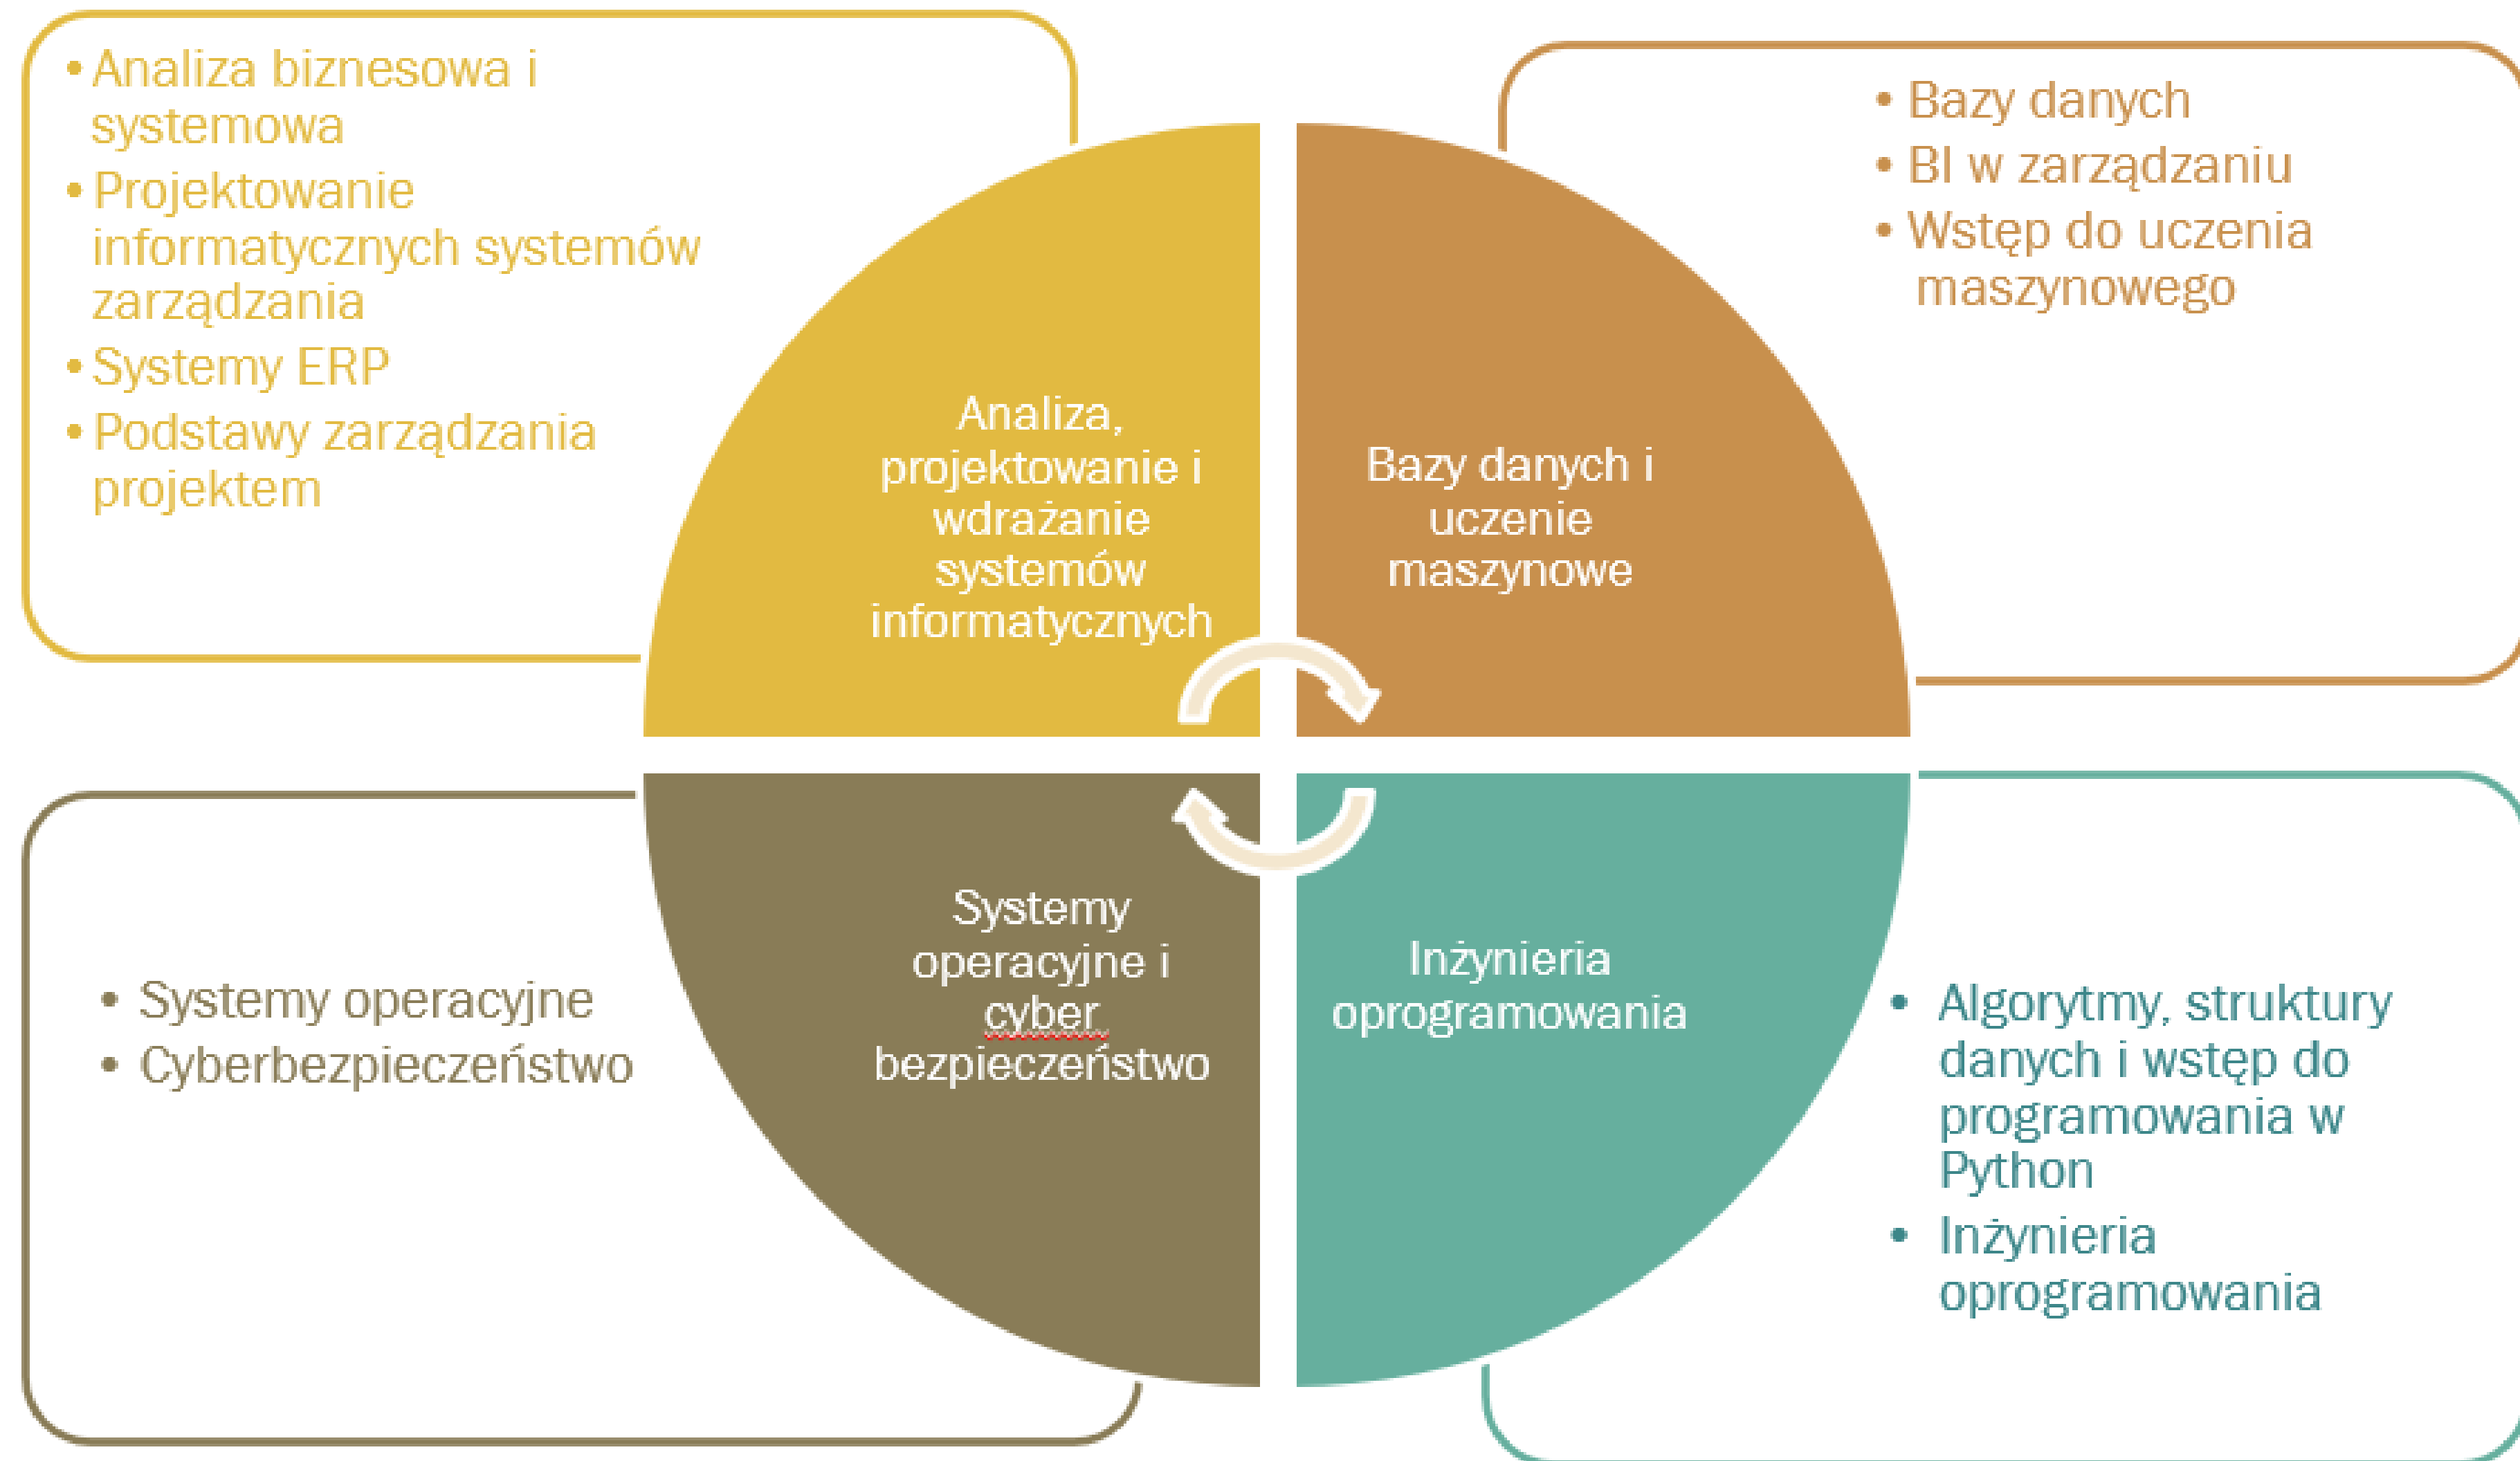 • Analiza biznesowa i
systemowa
• Projektowanie
informatycznych systemów
zarządzania
• Systemy ERP
• Podstawy zarządzania
projektem
• Bazy danych
• BI w zarządzaniu
• Wstęp do uczenia
maszynowego
Analiza,
projektowanie i
wdrażanie
systemów
informatycznych
Bazy danych i
uczenie
maszynowe
Systemy
operacyjne i
cyber
bezpieczeństwo
Inżynieria
oprogramowania
• Systemy operacyjne
• Cyberbezpieczeństwo
• Algorytmy, struktury
danych i wstęp do
programowania w
Python
• Inżynieria
oprogramowania